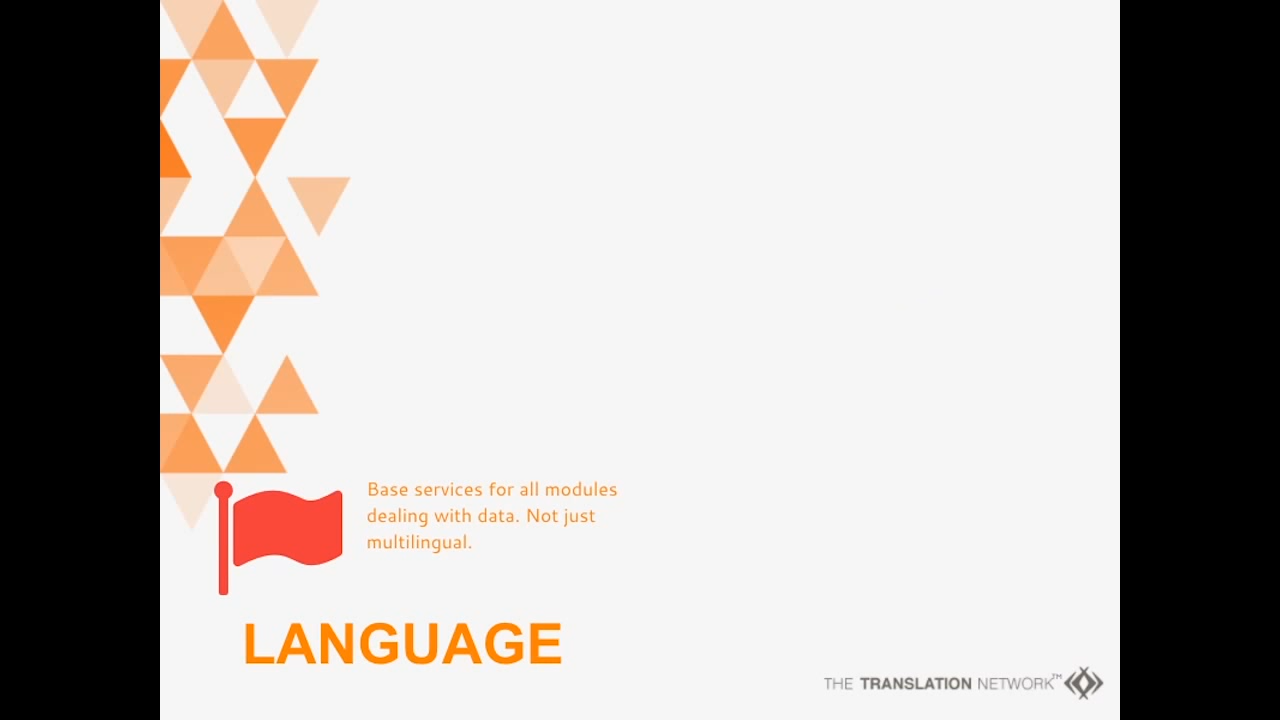 Base services for all modules
dealing with data. Not just
multilingual.
LANGUAGE
THE TRANSLATION NETWORK™